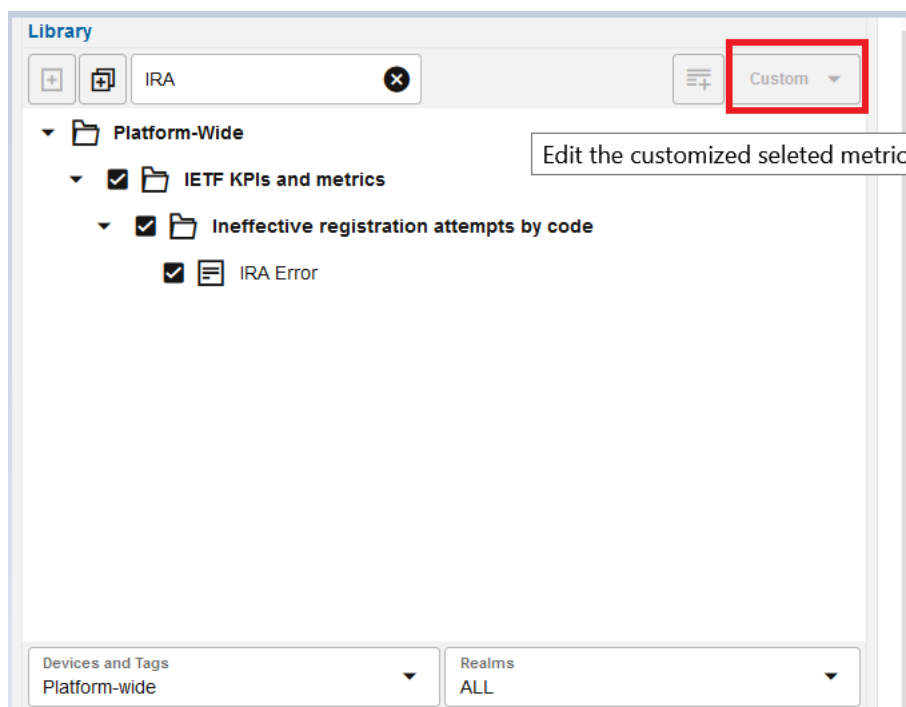 Library
IRA
Custom
Platform-Wide
Edit the customized seleted metric
IETF KPIs and metrics
Ineffective registration attempts by code
IRA Error
Devices and Tags
Platform-wide
Realms
ALL